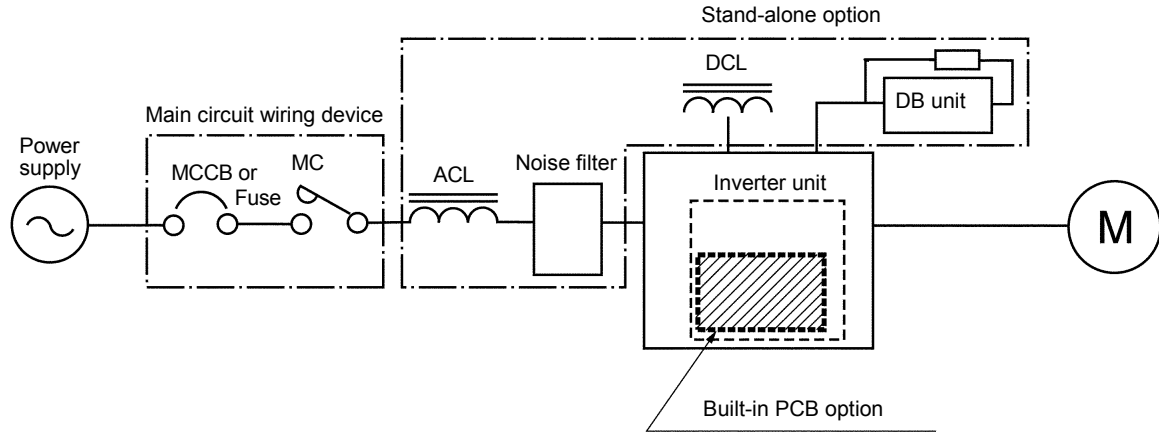 Stand-alone option
DCL
DB unit
Main circuit wiring device
Power
supply
MCCB or
Fuse
MC
ACL
Noise filter
Inverter unit
M
Built-in PCB option